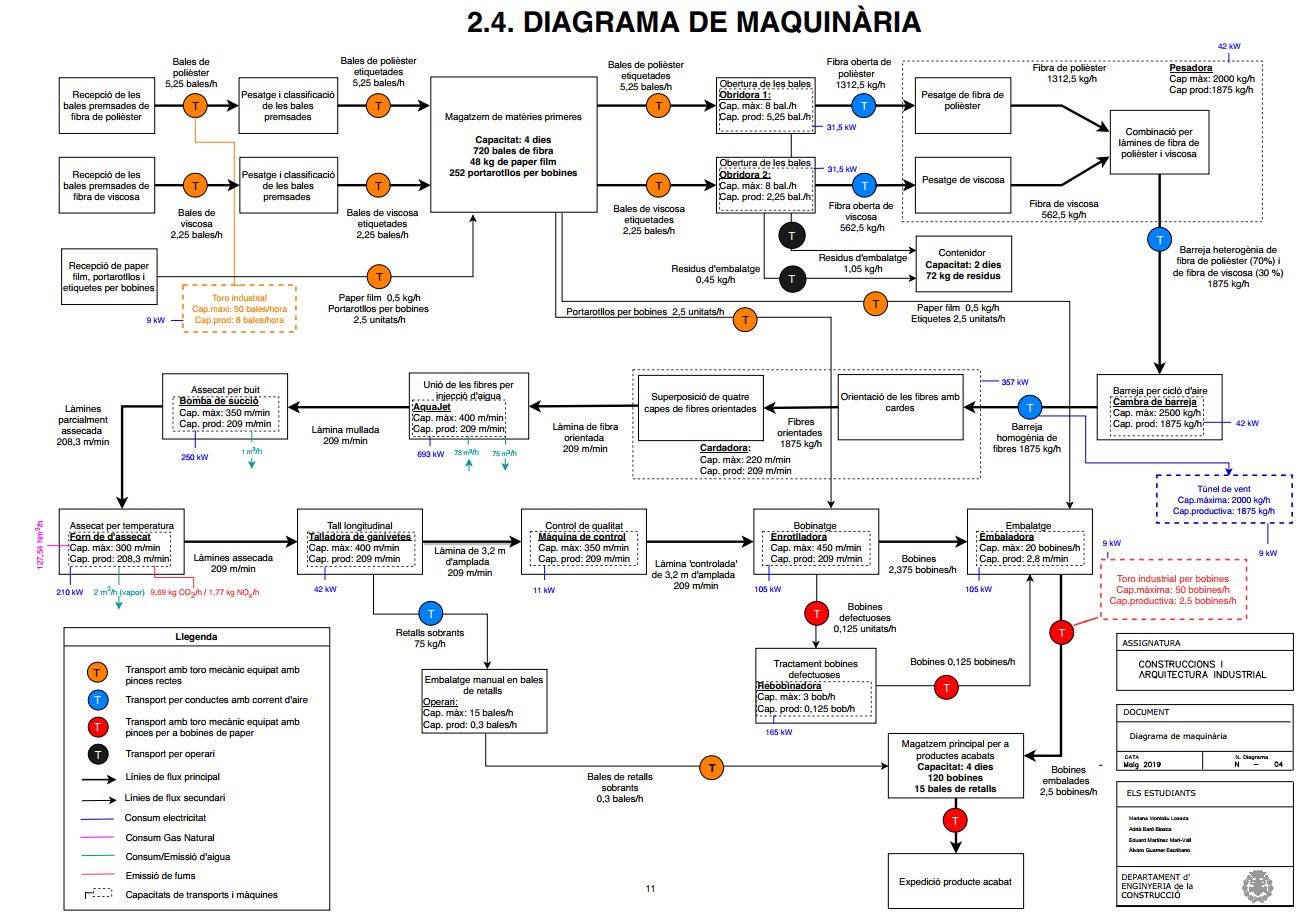 2.4. DIAGRAMA DE MAQUINÀRIA
42 kW
Bales de
polièster
5,25 bales/h
Bales de polièster
etiquetades
5,25 bales/h
Bales de polièster
etiquetades
5,25 bales/h
Fibra oberta de
polièster
1312,5 kg/h
Fibra de polièster
1312,5 kg/h
Pesadora
Cap màx: 2000 kg/h
Cap prod:1875 kg/h
Recepció de les
bales premsades de
fibra de polièster
T
Pesatge i classificació
de les bales
premsades
T
Magatzem de matèries primeres
Capacitat: 4 dies
720 bales de fibra
48 kg de paper film
252 portarotllos per bobines
T
Obertura de les bales
Obridora 1:
Cap. màx: 8 bal./h
Cap. prod: 5,25 bal./h
31,5 kW
T
Pesatge de fibra de
polièster
Combinació per
làmines de fibra de
polièster i viscosa
Recepció de les
bales premsades de
fibra de viscosa
T
Pesatge i classificació
de les bales
premsades
T
T
Obertura de les bales
Obridora 2:
Cap. màx: 8 bal./h
Cap. prod: 2,25 bal./h
31,5 kW
T
Pesatge de viscosa
Bales de
viscosa
2,25 bales/h
Bales de viscosa
etiquetades
2,25 bales/h
Bales de viscosa
etiquetades
2,25 bales/h
Fibra oberta de
viscosa
562,5 kg/h
Fibra de viscosa
562,5 kg/h
T
T
Barreja heterogènia de
fibra de polièster (70%) i
de fibra de viscosa (30 %)
1875 kg/h
Recepció de paper
film, portarotllos i
etiquetes per bobines
T
Paper film 0,5 kg/h
Portarotllos per bobines
2,5 unitats/h
Toro industrial
Cap.màxi: 50 bales/hora
Cap.prod: 8 bales/hora
9 kW
Residus d'embalatge
0,45 kg/h
T
Residus d'embalatge
1,05 kg/h
Contenidor
Capacitat: 2 dies
72 kg de residus
Portarotllos per bobines 2,5 unitats/h
T
T
Paper film 0,5 kg/h
Etiquetes 2,5 unitats/h
Làmines
parcialment
assecada
208,3 m/min
Assecat per buit
Bomba de succió
Cap. màx: 350 m/min
Cap. prod: 209 m/min
250 kW
1 m³/h
Làmina mullada
209 m/min
Unió de les fibres per
injecció d'aigua
AquaJet
Cap. màx: 400 m/min
Cap. prod: 209 m/min
693 kW
78 m³/h
75 m³/h
Làmina de fibra
orientada
209 m/min
Superposició de quatre
capes de fibres orientades
Cardadora:
Cap. màx: 220 m/min
Cap. prod: 209 m/min
Fibres
orientades
1875 kg/h
Orientació de les fibres amb
cardes
357 kW
T
Barreja
homogènia de
fibres 1875 kg/h
Barreja per cicló d'aire
Cambra de barreja
Cap. màx: 2500 kg/h
Cap. prod: 1875 kg/h
42 kW
Túnel de vent
Cap.màxima: 2000 kg/h
Cap.productiva: 1875 kg/h
9 kW
127,54 Nm³/h
Assecat per temperatura
Forn de d'assecat
Cap. màx: 300 m/min
Cap. prod: 208,3 m/min
210 kW
2 m³/h (vapor)
9,69 kg CO₂/h / 1,77 kg NOₓ/h
Làmines assecada
209 m/min
Tall longitudinal
Talladora de ganivetes
Cap. màx: 400 m/min
Cap. prod: 209 m/min
42 kW
Làmina de 3,2 m
d'amplada
209 m/min
Control de qualitat
Màquina de control
Cap. màx: 350 m/min
Cap. prod: 209 m/min
11 kW
Làmina 'controlada'
de 3,2 m d'amplada
209 m/min
Bobinatge
Enrotlladora
Cap. màx: 450 m/min
Cap. prod: 209 m/min
105 kW
Bobines
2,375 bobines/h
Embalatge
Embaladora
Cap. màx: 20 bobines/h
Cap. prod: 2,8 m/min
105 kW
9 kW
Toro industrial per bobines
Cap.màxima: 50 bobines/h
Cap.productiva: 2,5 bobines/h
T
Retalls sobrants
75 kg/h
T
Bobines
defectuoses
0,125 unitats/h
T
Tractament bobines
defectuoses
Rebobinadora
Cap. màx: 3 bob/h
Cap. prod: 0,125 bob/h
165 kW
Bobines 0,125 bobines/h
T
Embalatge manual en bales
de retalls
Operari:
Cap. màx: 15 bales/h
Cap. prod: 0,3 bales/h
T
Bales de retalls
sobrants
0,3 bales/h
Magatzem principal per a
productes acabats
Capacitat: 4 dies
120 bobines
15 bales de retalls
Bobines
embalades
2,5 bobines/h
T
Expedició producte acabat
Llegenda
T Transport amb toro mecànic equipat amb
pinces rectes
T Transport per conductes amb corrent d'aire
T Transport amb toro mecànic equipat amb
pinces per a bobines de paper
T Transport per operari
Línies de flux principal
Línies de flux secundari
Consum electricitat
Consum Gas Natural
Consum/Emissió d'aigua
Emissió de fums
Capacitats de transports i màquines
11
ASSIGNATURA
CONSTRUCCIONS I
ARQUITECTURA INDUSTRIAL
DOCUMENT
Diagrama de maquinària
DATA
Maig 2019
N. Diagrama
N – 04
ELS ESTUDIANTS
Mariana Montoliu Losada
Adrià Baró Biosca
Eduard Martínez Marí-Vall
Álvaro Guarner Escribano
DEPARTAMENT d'
ENGINYERIA de la
CONSTRUCCIÓ